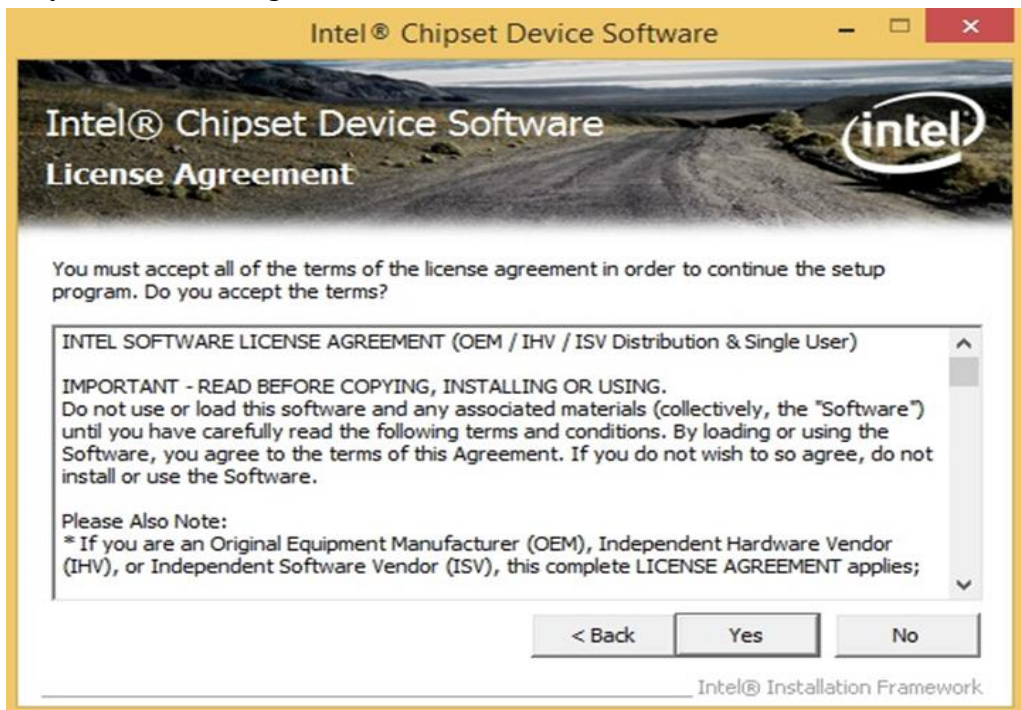 Intel® Chipset Device Software
Intel® Chipset Device Software
intel
License Agreement
You must accept all of the terms of the license agreement in order to continue the setup
program. Do you accept the terms?
INTEL SOFTWARE LICENSE AGREEMENT (OEM / IHV / ISV Distribution & Single User)
IMPORTANT - READ BEFORE COPYING, INSTALLING OR USING.
Do not use or load this software and any associated materials (collectively, the "Software")
until you have carefully read the following terms and conditions. By loading or using the
Software, you agree to the terms of this Agreement. If you do not wish to so agree, do not
install or use the Software.
Please Also Note:
* If you are an Original Equipment Manufacturer (OEM), Independent Hardware Vendor
(IHV), or Independent Software Vendor (ISV), this complete LICENSE AGREEMENT applies;
< Back Yes No
Intel® Installation Framework